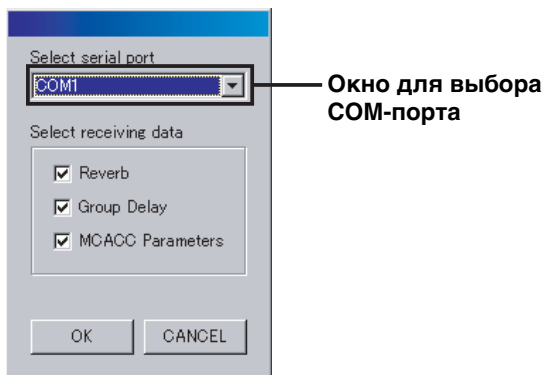 Select serial port
COM1
Окно для выбора
COM-порта
Select receiving data
Reverb
Group Delay
MCACC Parameters
OK CANCEL